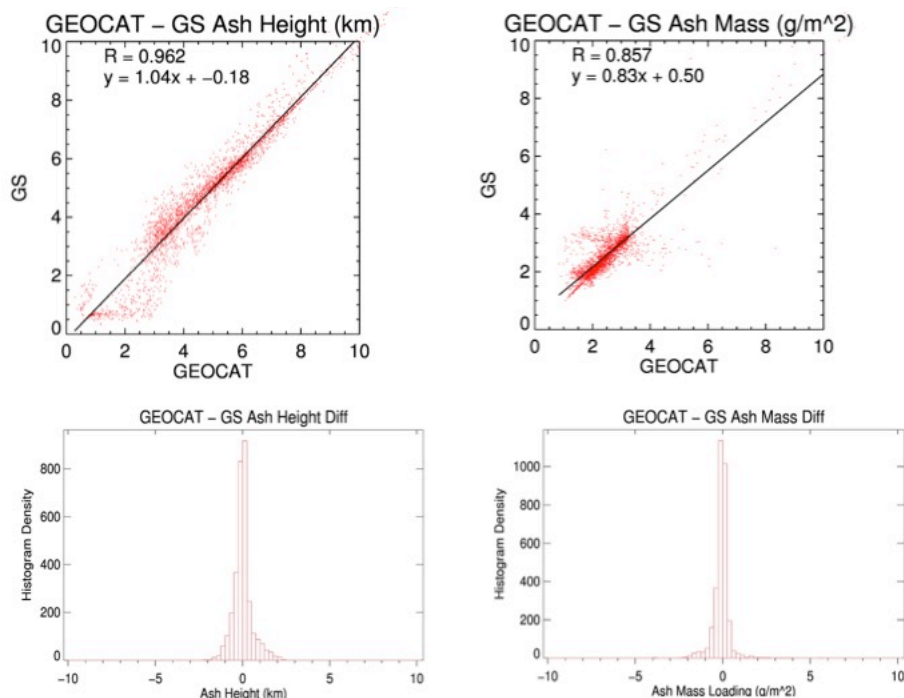 GEOCAT – GS Ash Height (km)
R = 0.962
y = 1.04x + –0.18
10
8
6
4
2
0
GS
0 2 4 6 8 10
GEOCAT
GEOCAT – GS Ash Mass (g/m^2)
R = 0.857
y = 0.83x + 0.50
10
8
6
4
2
0
GS
0 2 4 6 8 10
GEOCAT
GEOCAT – GS Ash Height Diff
800
600
400
200
0
Histogram Density
−10 −5 0 5 10
Ash Height (km)
GEOCAT – GS Ash Mass Diff
1000
800
600
400
200
0
Histogram Density
−10 −5 0 5 10
Ash Mass Loading (g/m^2)